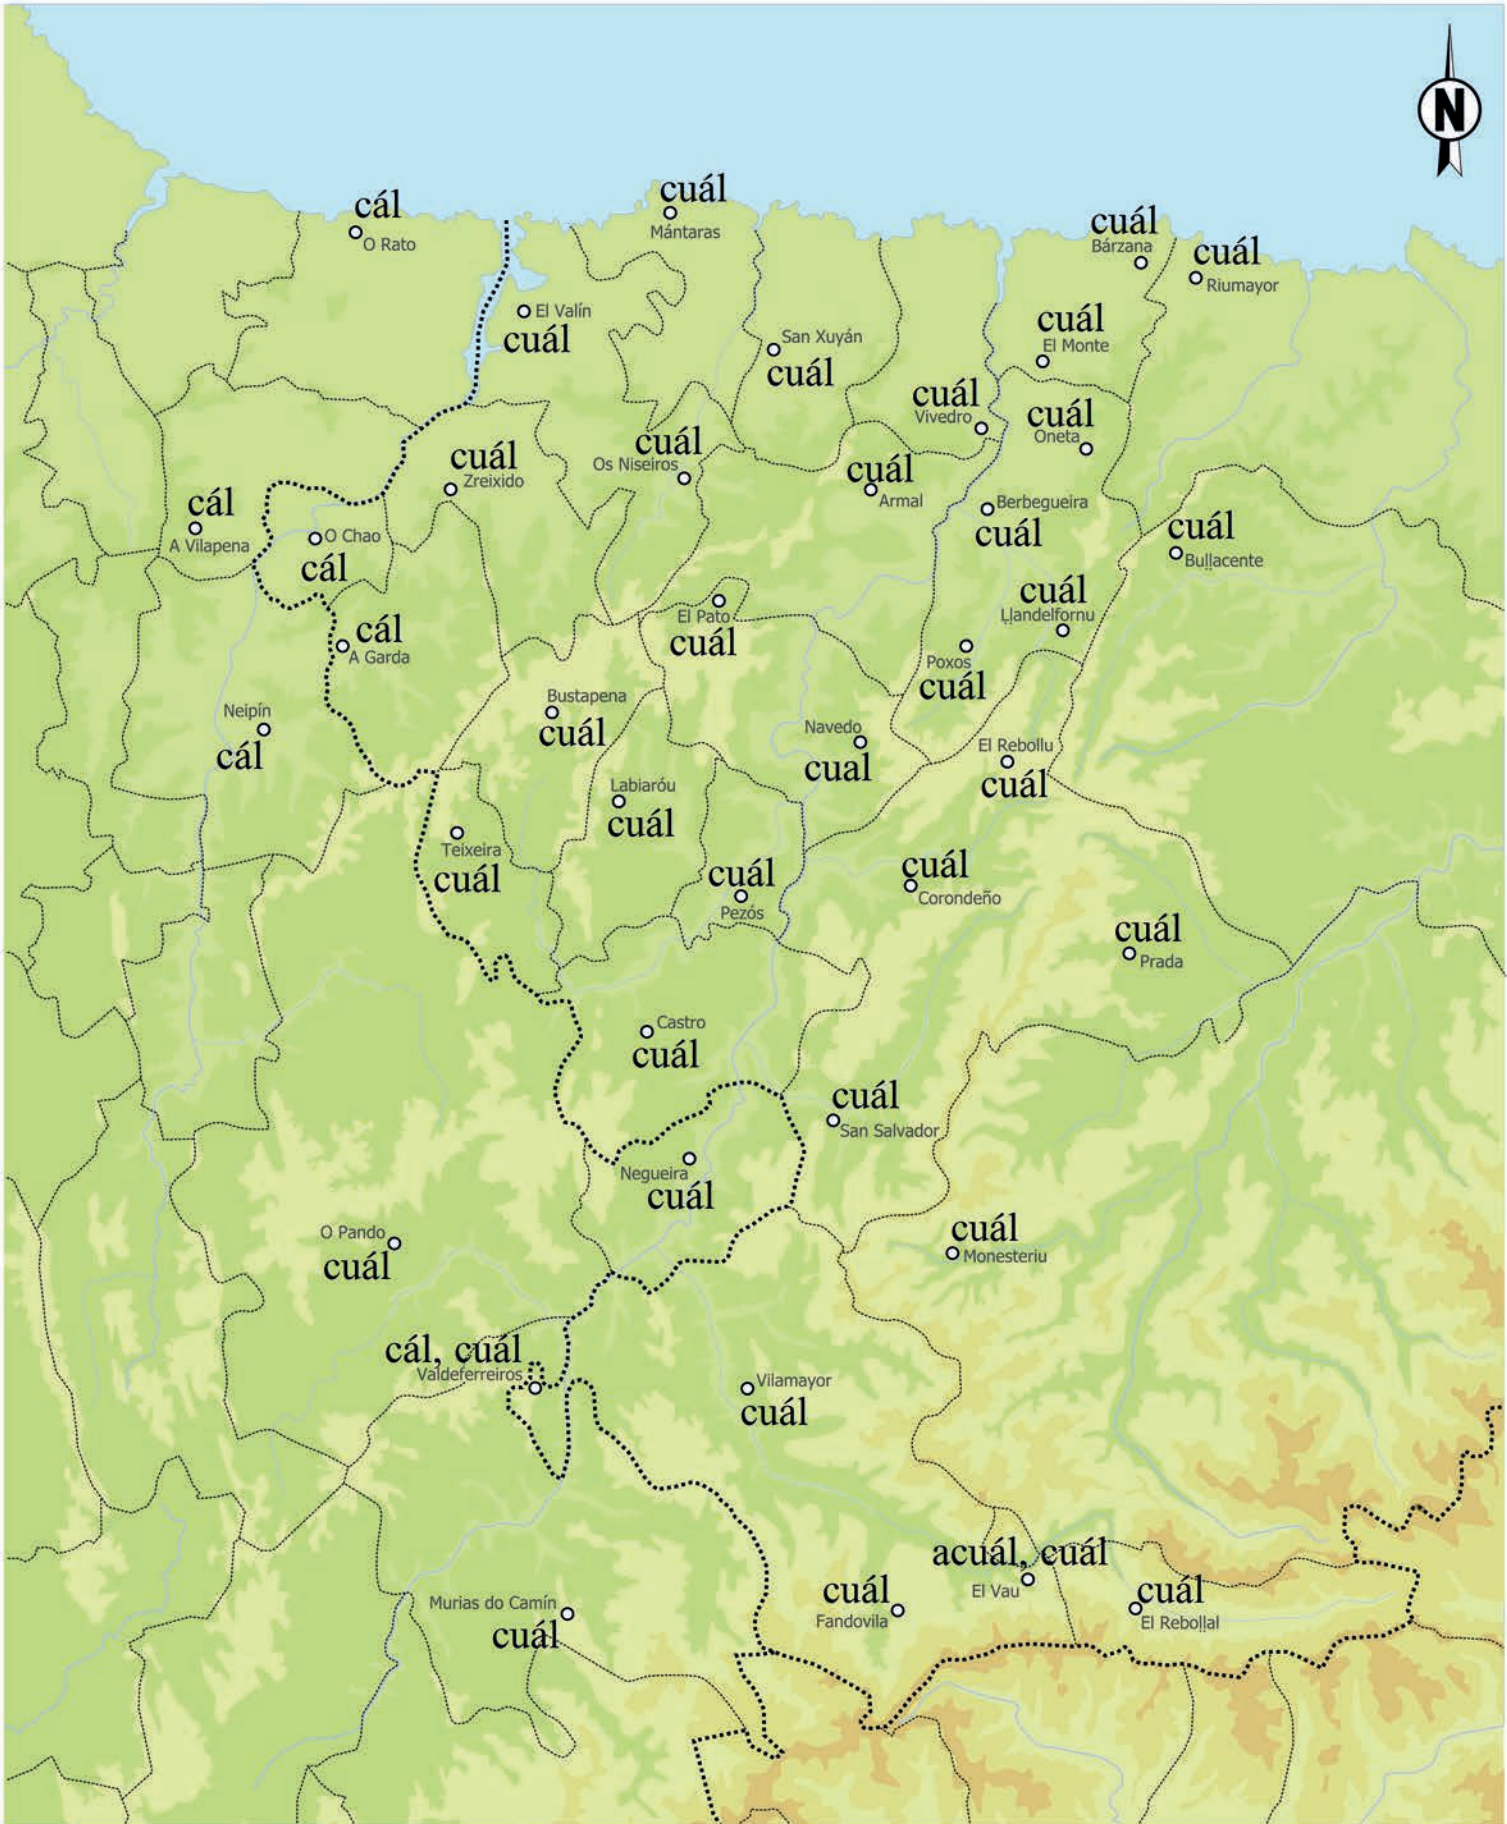 N
cuál
Mántaras
cál
O Rato
cuál
Bárzana
cuál
Riumayor
El Valín
cuál
cuál
El Monte
San Xuyán
cuál
cuál
Vivedro
cuál
Oneta
cuál
Os Niseiros
cuál
Zreixido
cuál
Armal
cál
A Vilapena
Berbegueira
cuál
cuál
Buḷḷacente
O Chao
cál
cuál
Ḷḷandelfornu
El Pato
cuál
cál
A Garda
Poxos
cuál
Bustapena
cuál
Neipín
cál
Navedo
cual
El Rebollu
cuál
Labiaróu
cuál
Teixeira
cuál
cuál
Pezós
cuál
Corondeño
cuál
Prada
Castro
cuál
cuál
San Salvador
Negueira
cuál
O Pando
cuál
cuál
Monesteriu
cál, cuál
Valdeferreiros
Vilamayor
cuál
acuál, cuál
El Vau
cuál
Fandovila
cuál
El Reboḷḷal
Murias do Camín
cuál